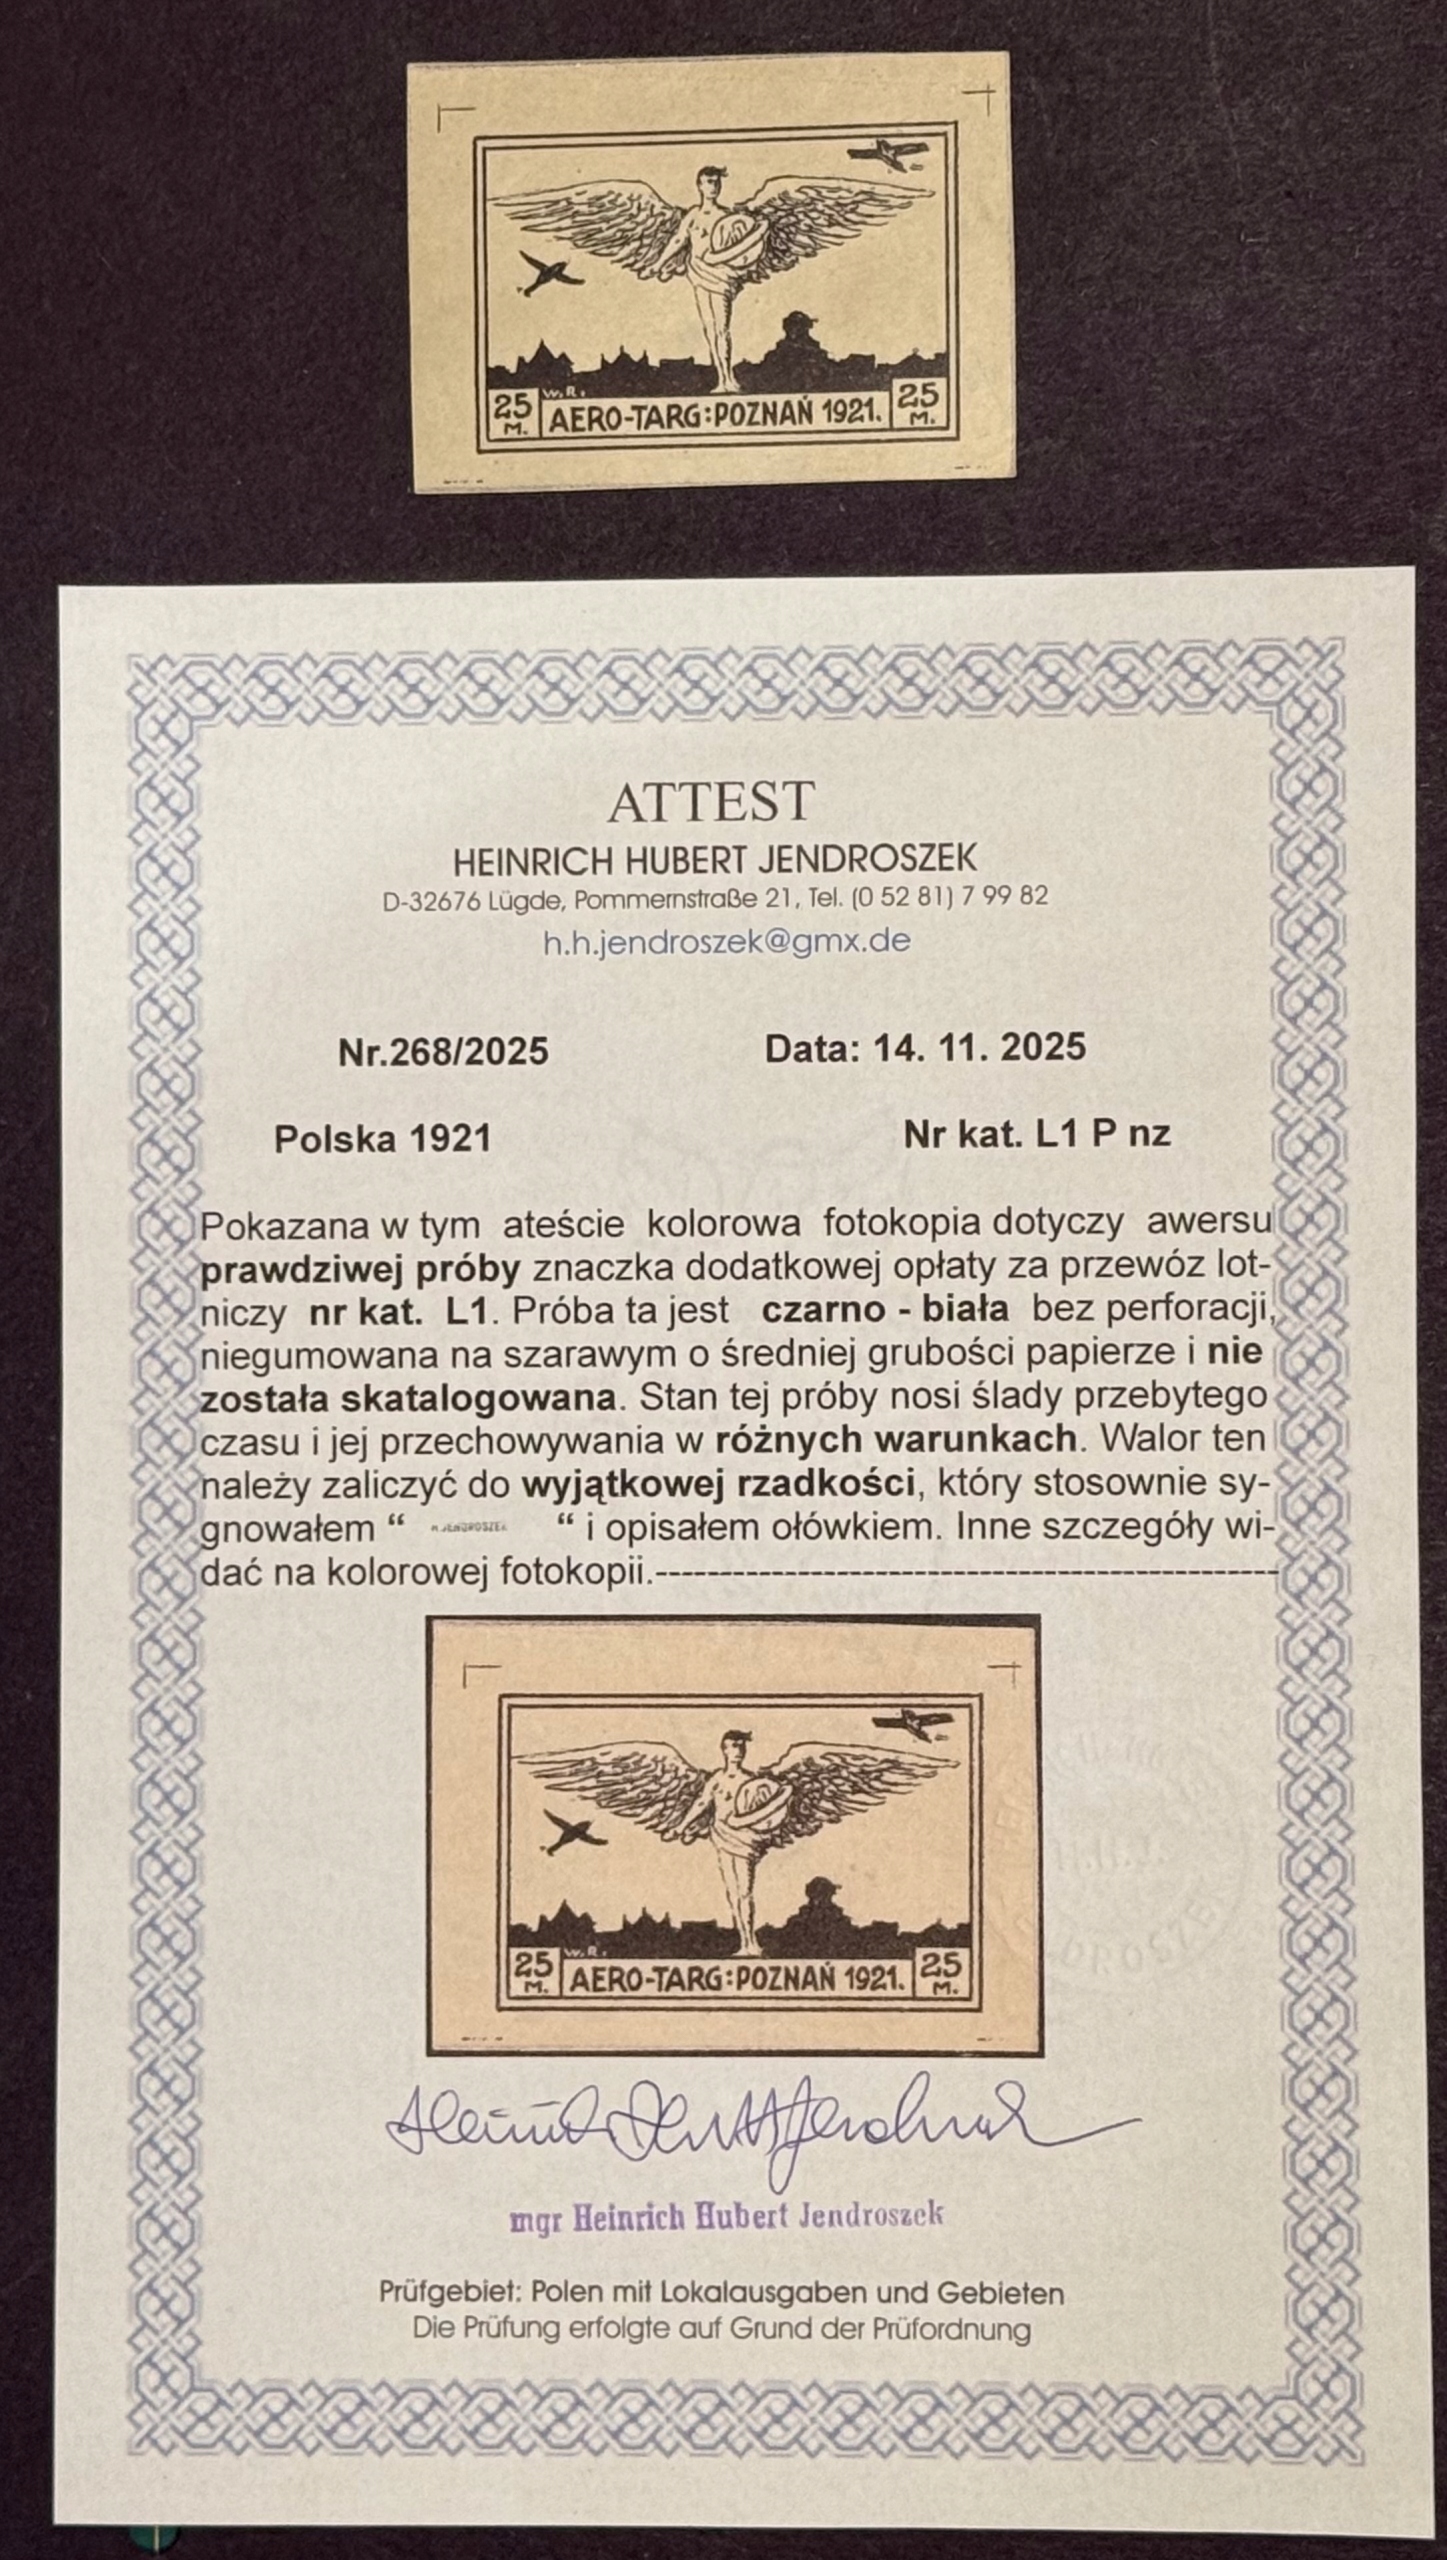 25
M.
W.R.
AERO-TARG:POZNAŃ 1921.
25
M.
ATTEST
HEINRICH HUBERT JENDROSZEK
D-32676 Lügde, Pommernstraße 21, Tel. (0 52 81) 7 99 82
h.h.jendroszek@gmx.de
Nr.268/2025 Data: 14. 11. 2025
Polska 1921 Nr kat. L1 P nz
Pokazana w tym ateście kolorowa fotokopia dotyczy awersu
prawdziwej próby znaczka dodatkowej opłaty za przewóz lot-
niczy nr kat. L1. Próba ta jest czarno - biała bez perforacji,
niegumowana na szarawym o średniej grubości papierze i nie
została skatalogowana. Stan tej próby nosi ślady przebytego
czasu i jej przechowywania w różnych warunkach. Walor ten
należy zaliczyć do wyjątkowej rzadkości, który stosownie sy-
gnowałem “ H.JENDROSZEK “ i opisałem ołówkiem. Inne szczegóły wi-
dać na kolorowej fotokopii.-----------------------------------------------
25
M.
W.R.
AERO-TARG:POZNAŃ 1921.
25
M.
mgr Heinrich Hubert Jendroszek
Prüfgebiet: Polen mit Lokalausgaben und Gebieten
Die Prüfung erfolgte auf Grund der Prüfordnung